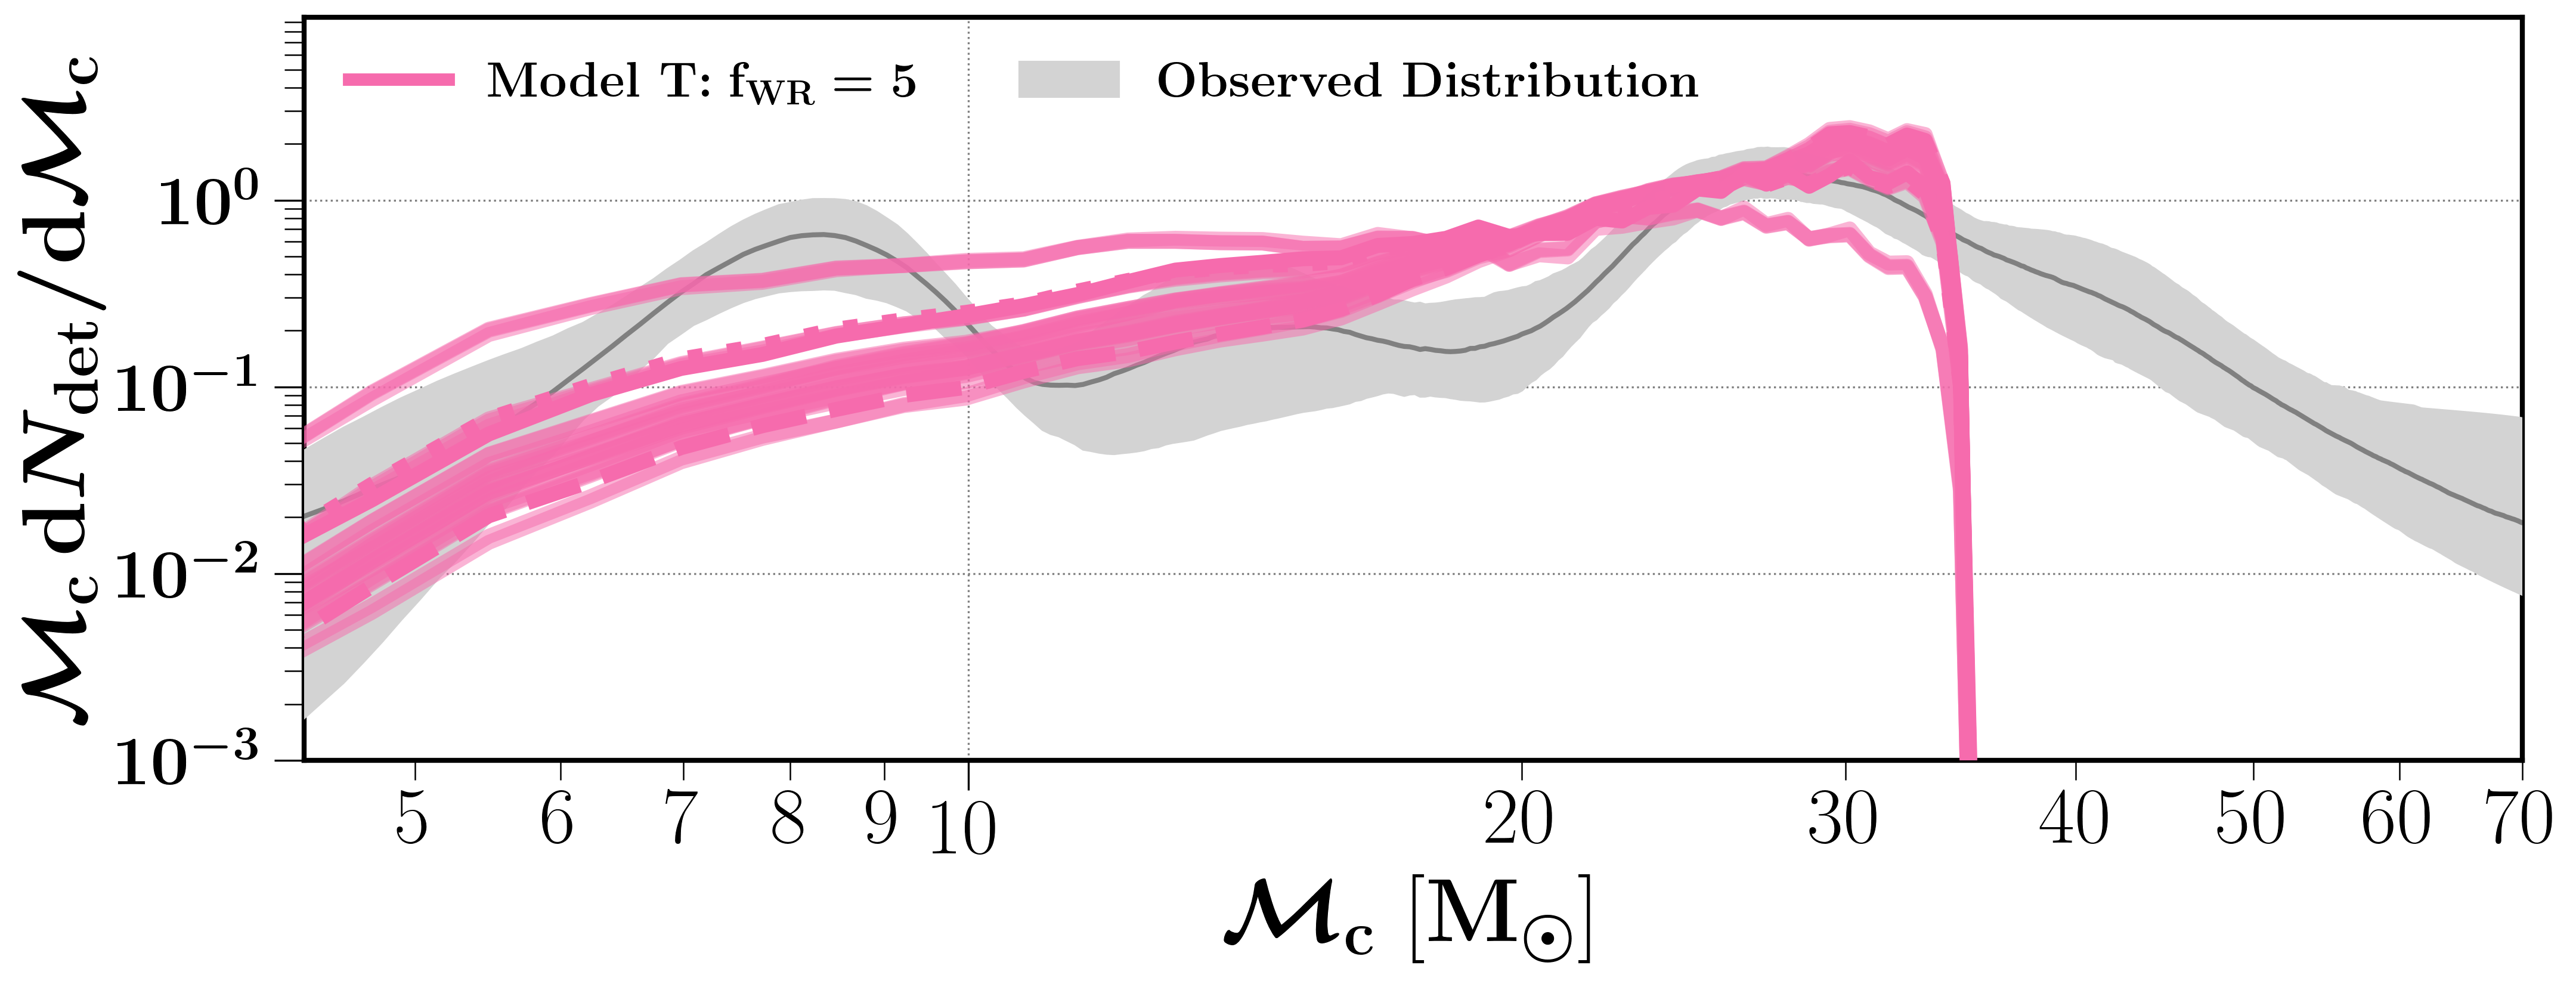 Model T: f_WR = 5
Observed Distribution
ℳ_c dN_det/dℳ_c
10^0
10^−1
10^−2
10^−3
5 6 7 8 9 10 20 30 40 50 60 70
ℳ_c [M_⊙]